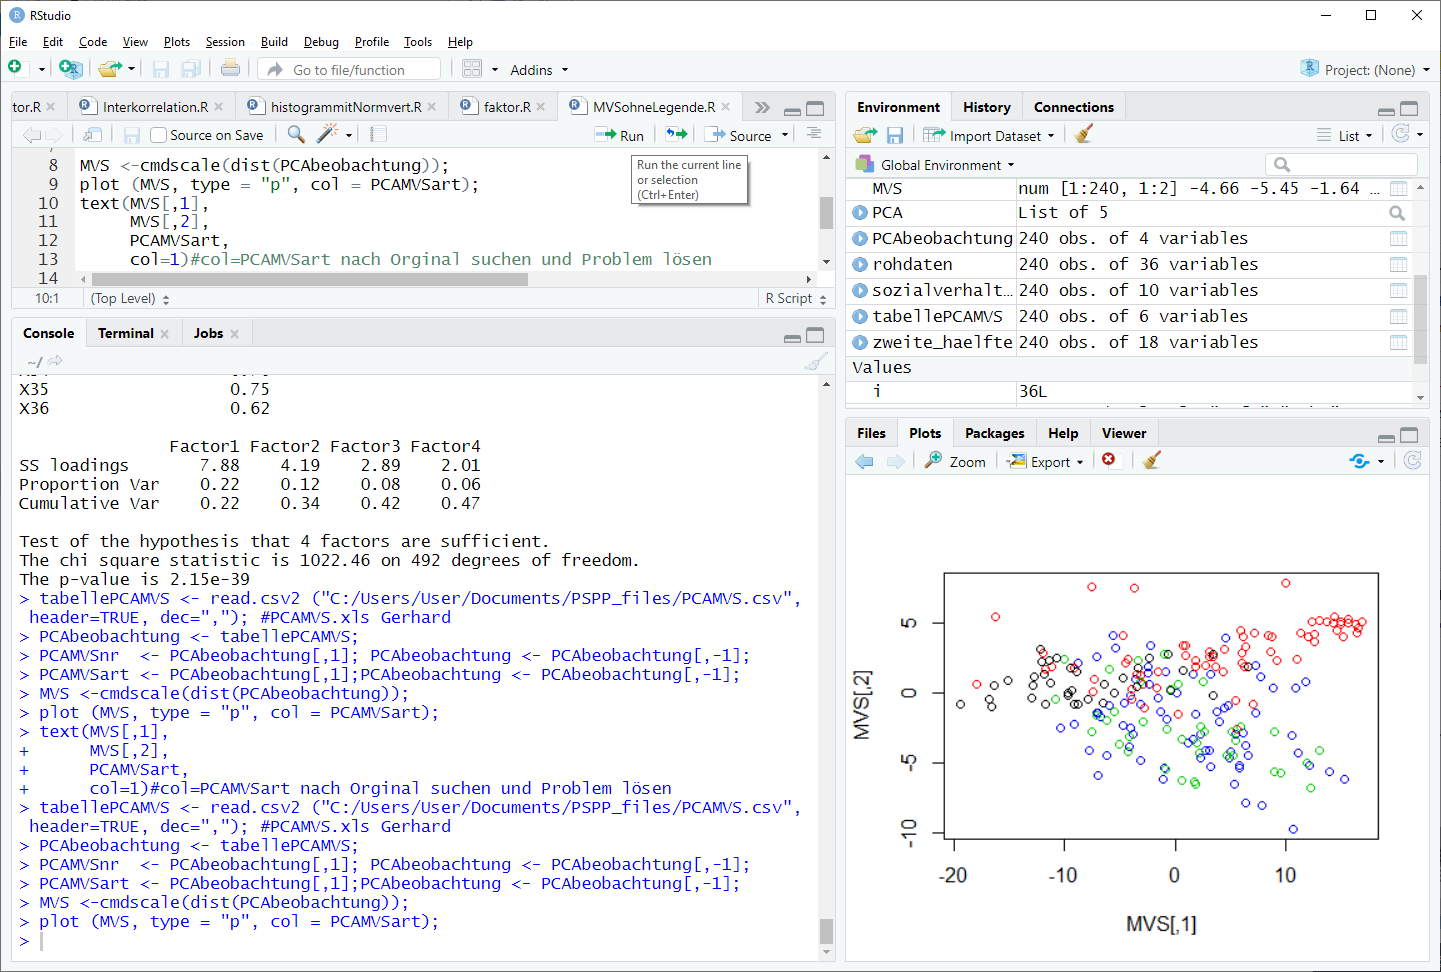 RStudio
File Edit Code View Plots Session Build Debug Profile Tools Help
Go to file/function Addins Project: (None)
tor.R Interkorrelation.R histogrammitNormvert.R faktor.R MVSohneLegende.R
Source on Save Run Source
8 MVS <-cmdscale(dist(PCAbeobachtung));
9 plot (MVS, type = "p", col = PCAMVSart);
10 text(MVS[,1],
11 MVS[,2],
12 PCAMVSart,
13 col=1)#col=PCAMVSart nach Orginal suchen und Problem lösen
14
Run the current line
or selection
(Ctrl+Enter)
10:1 (Top Level) R Script
Console Terminal Jobs
~/
X35 0.75
X36 0.62
Factor1 Factor2 Factor3 Factor4
SS loadings 7.88 4.19 2.89 2.01
Proportion Var 0.22 0.12 0.08 0.06
Cumulative Var 0.22 0.34 0.42 0.47
Test of the hypothesis that 4 factors are sufficient.
The chi square statistic is 1022.46 on 492 degrees of freedom.
The p-value is 2.15e-39
> tabellePCAMVS <- read.csv2 ("C:/Users/User/Documents/PSPP_files/PCAMVS.csv",
header=TRUE, dec=","); #PCAMVS.xls Gerhard
> PCAbeobachtung <- tabellePCAMVS;
> PCAMVSnr <- PCAbeobachtung[,1]; PCAbeobachtung <- PCAbeobachtung[,-1];
> PCAMVSart <- PCAbeobachtung[,1];PCAbeobachtung <- PCAbeobachtung[,-1];
> MVS <-cmdscale(dist(PCAbeobachtung));
> plot (MVS, type = "p", col = PCAMVSart);
> text(MVS[,1],
+ MVS[,2],
+ PCAMVSart,
+ col=1)#col=PCAMVSart nach Orginal suchen und Problem lösen
> tabellePCAMVS <- read.csv2 ("C:/Users/User/Documents/PSPP_files/PCAMVS.csv",
header=TRUE, dec=","); #PCAMVS.xls Gerhard
> PCAbeobachtung <- tabellePCAMVS;
> PCAMVSnr <- PCAbeobachtung[,1]; PCAbeobachtung <- PCAbeobachtung[,-1];
> PCAMVSart <- PCAbeobachtung[,1];PCAbeobachtung <- PCAbeobachtung[,-1];
> MVS <-cmdscale(dist(PCAbeobachtung));
> plot (MVS, type = "p", col = PCAMVSart);
>
Environment History Connections
Import Dataset List
Global Environment
MVS num [1:240, 1:2] -4.66 -5.45 -1.64 ...
PCA List of 5
PCAbeobachtung 240 obs. of 4 variables
rohdaten 240 obs. of 36 variables
sozialverhalt... 240 obs. of 10 variables
tabellePCAMVS 240 obs. of 6 variables
zweite_haelfte 240 obs. of 18 variables
Values
i 36L
Files Plots Packages Help Viewer
Zoom Export
MVS[,2]
5
0
-5
-10
-20 -10 0 10
MVS[,1]